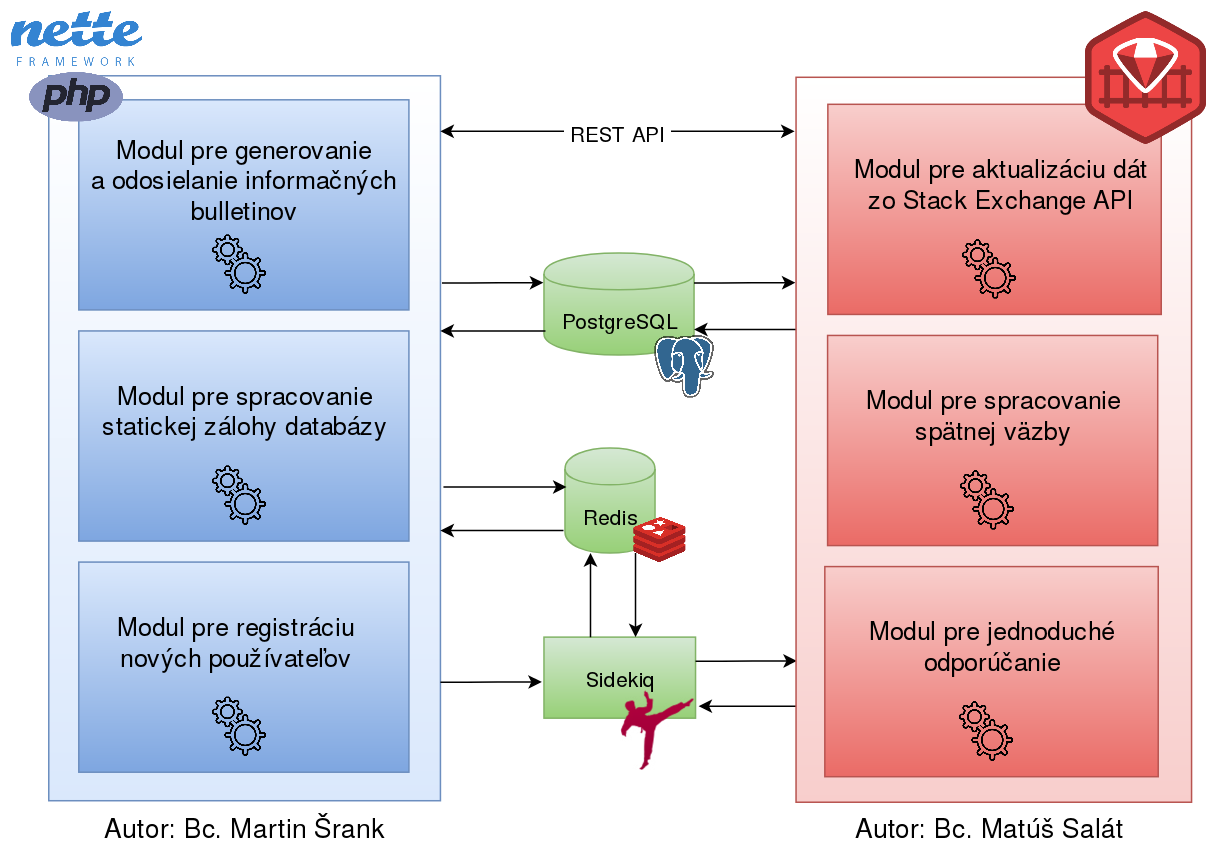 nette
FRAMEWORK
php
Modul pre generovanie
a odosielanie informačných
bulletinov
Modul pre spracovanie
statickej zálohy databázy
Modul pre registráciu
nových používateľov
Autor: Bc. Martin Šrank
REST API
PostgreSQL
Redis
Sidekiq
Modul pre aktualizáciu dát
zo Stack Exchange API
Modul pre spracovanie
spätnej väzby
Modul pre jednoduché
odporúčanie
Autor: Bc. Matúš Salát